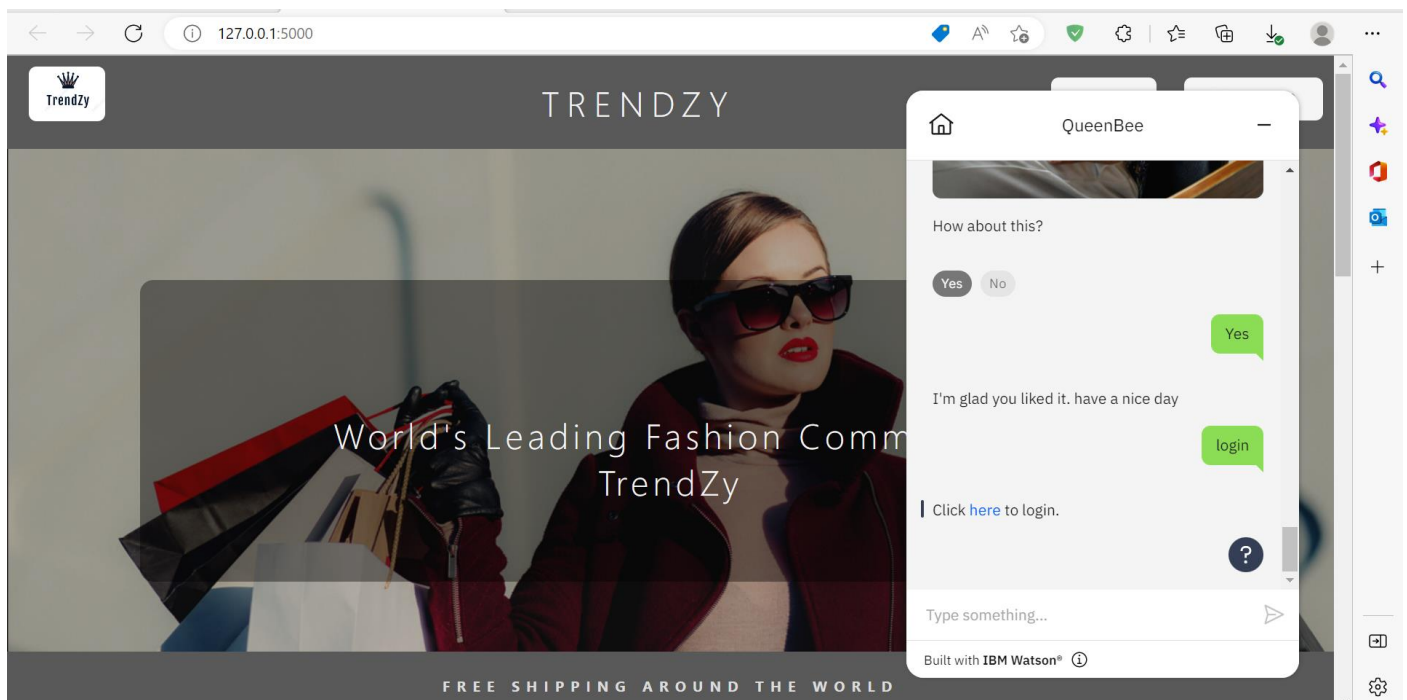 127.0.0.1:5000
TrendZy
TRENDZY
World's Leading Fashion Comm
TrendZy
FREE SHIPPING AROUND THE WORLD
QueenBee
How about this?
Yes No
Yes
I'm glad you liked it. have a nice day
login
Click here to login.
?
Type something...
Built with IBM Watson®